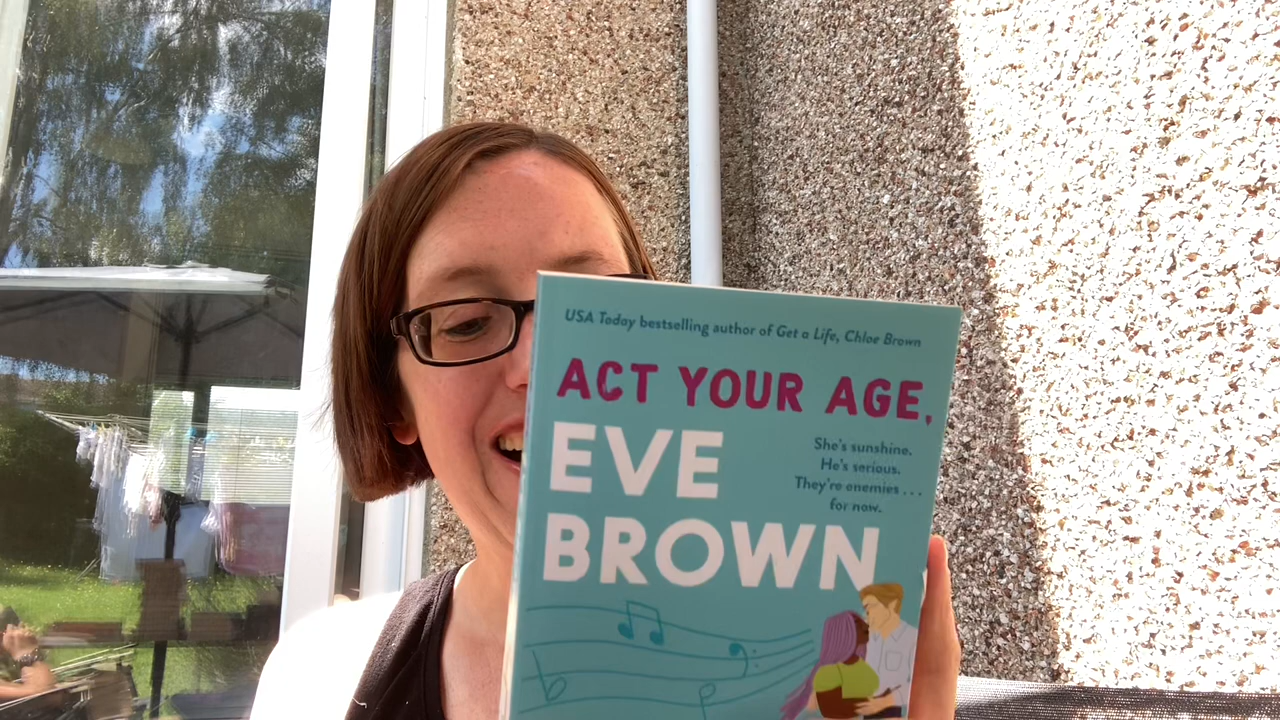 USA Today bestselling author of Get a Life, Chloe Brown
ACT YOUR AGE,
EVE
BROWN
She's sunshine.
He's serious.
They're enemies . . .
for now.